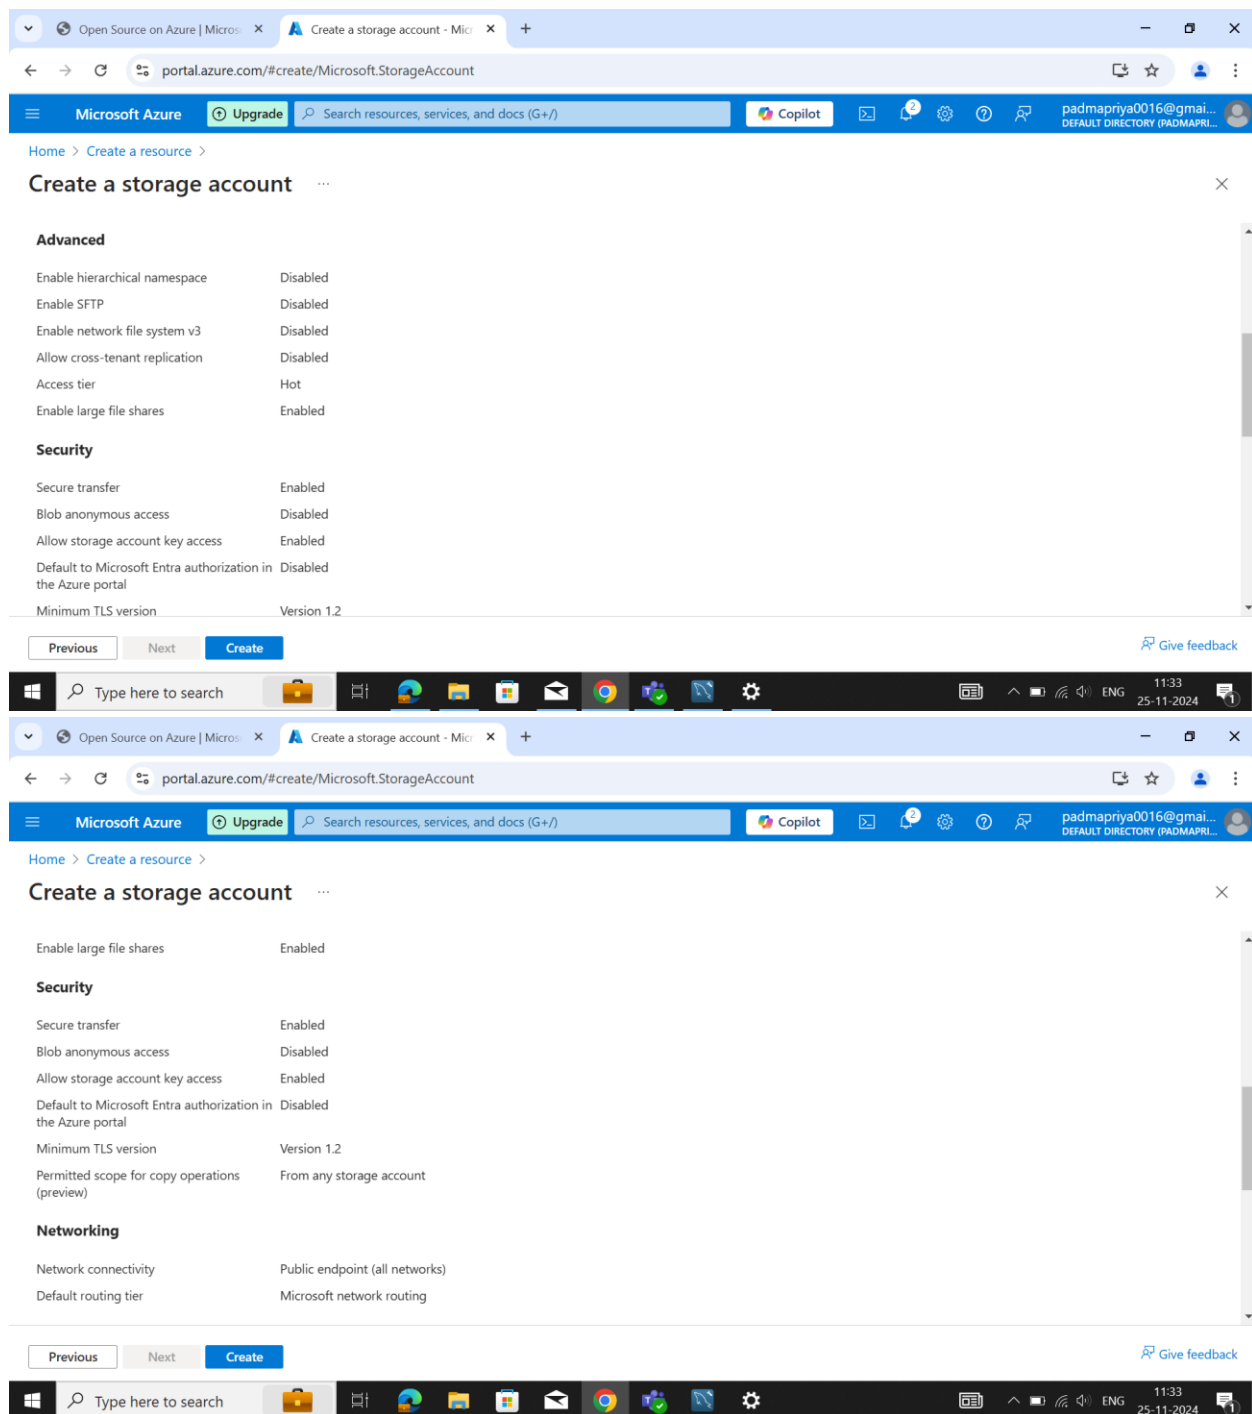 Open Source on Azure | Micros
Create a storage account - Micr
portal.azure.com/#create/Microsoft.StorageAccount
Microsoft Azure
Upgrade
Search resources, services, and docs (G+/)
Copilot
2
padmapriya0016@gmai...
DEFAULT DIRECTORY (PADMAPRI...
Home > Create a resource >
Create a storage account ...
Advanced
Enable hierarchical namespace Disabled
Enable SFTP Disabled
Enable network file system v3 Disabled
Allow cross-tenant replication Disabled
Access tier Hot
Enable large file shares Enabled
Security
Secure transfer Enabled
Blob anonymous access Disabled
Allow storage account key access Enabled
Default to Microsoft Entra authorization in Disabled
the Azure portal
Minimum TLS version Version 1.2
Previous Next Create
Give feedback
Type here to search
ENG
11:33
25-11-2024
1
Open Source on Azure | Micros
Create a storage account - Micr
portal.azure.com/#create/Microsoft.StorageAccount
Microsoft Azure
Upgrade
Search resources, services, and docs (G+/)
Copilot
2
padmapriya0016@gmai...
DEFAULT DIRECTORY (PADMAPRI...
Home > Create a resource >
Create a storage account ...
Enable large file shares Enabled
Security
Secure transfer Enabled
Blob anonymous access Disabled
Allow storage account key access Enabled
Default to Microsoft Entra authorization in Disabled
the Azure portal
Minimum TLS version Version 1.2
Permitted scope for copy operations From any storage account
(preview)
Networking
Network connectivity Public endpoint (all networks)
Default routing tier Microsoft network routing
Previous Next Create
Give feedback
Type here to search
ENG
11:33
25-11-2024
1